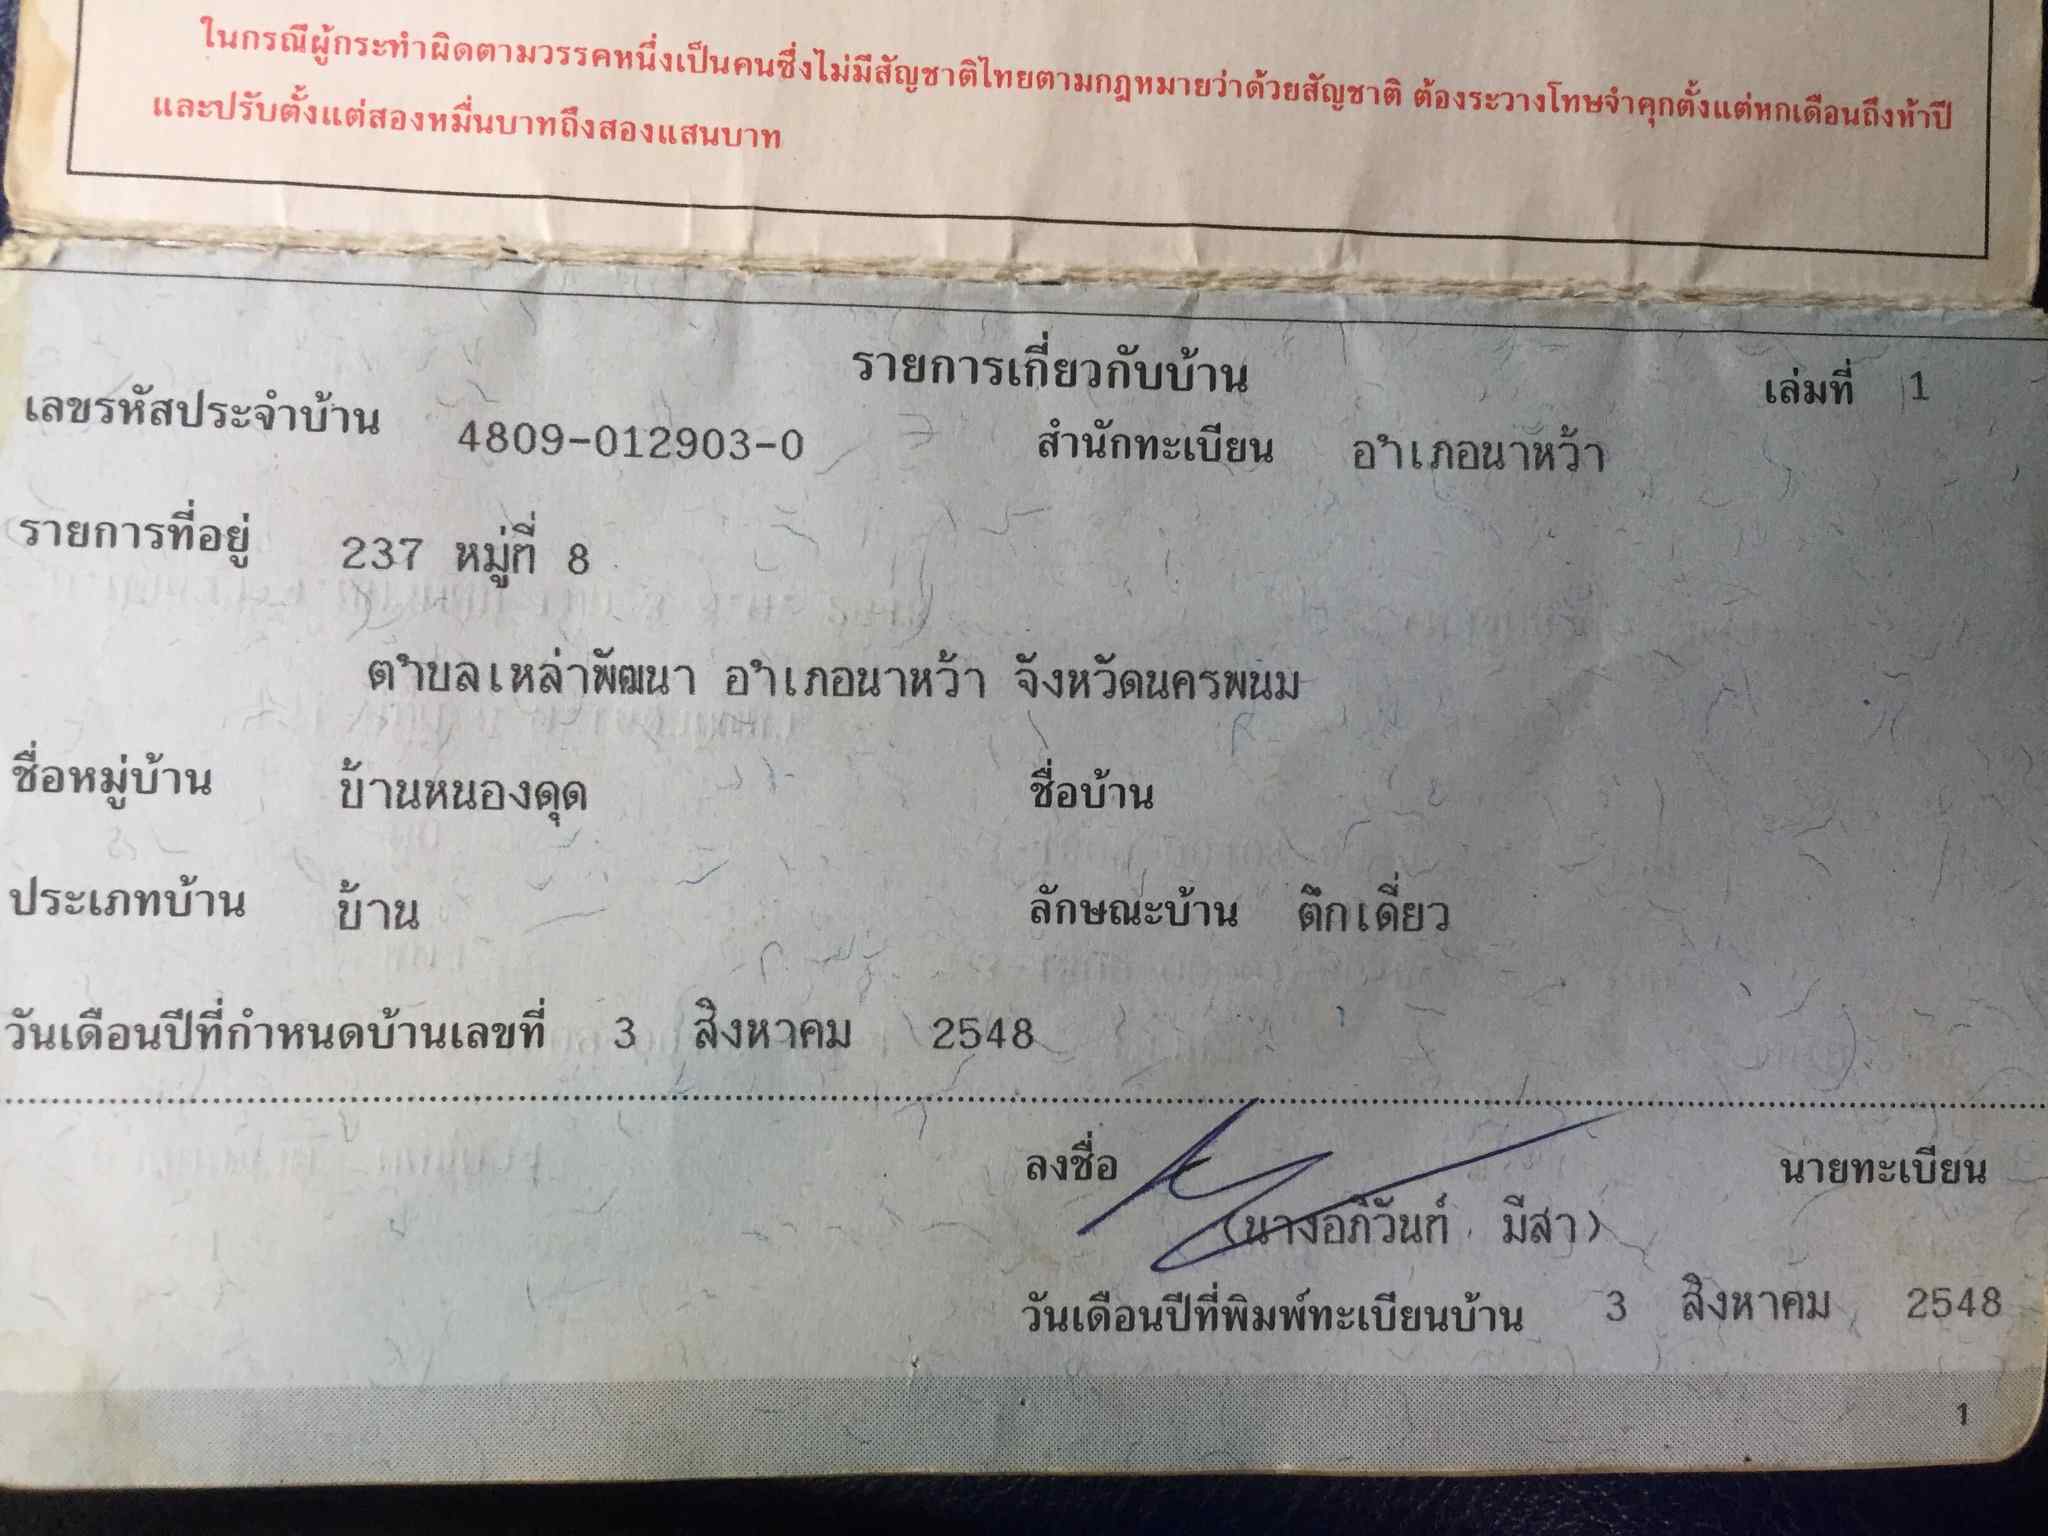 ในกรณีผู้กระทำผิดตามวรรคหนึ่งเป็นคนซึ่งไม่มีสัญชาติไทยตามกฎหมายว่าด้วยสัญชาติ ต้องระวางโทษจำคุกตั้งแต่หกเดือนถึงห้าปี
และปรับตั้งแต่สองหมื่นบาทถึงสองแสนบาท
รายการเกี่ยวกับบ้าน เล่มที่ 1
เลขรหัสประจำบ้าน 4809-012903-0 สำนักทะเบียน อำเภอนาหว้า
รายการที่อยู่ 237 หมู่ที่ 8
ตำบลเหล่าพัฒนา อำเภอนาหว้า จังหวัดนครพนม
ชื่อหมู่บ้าน บ้านหนองดุด ชื่อบ้าน
ประเภทบ้าน บ้าน ลักษณะบ้าน ตึกเดี่ยว
วันเดือนปีที่กำหนดบ้านเลขที่ 3 สิงหาคม 2548
ลงชื่อ นายทะเบียน
(นางอภิวันท์ มีสา)
วันเดือนปีที่พิมพ์ทะเบียนบ้าน 3 สิงหาคม 2548
1